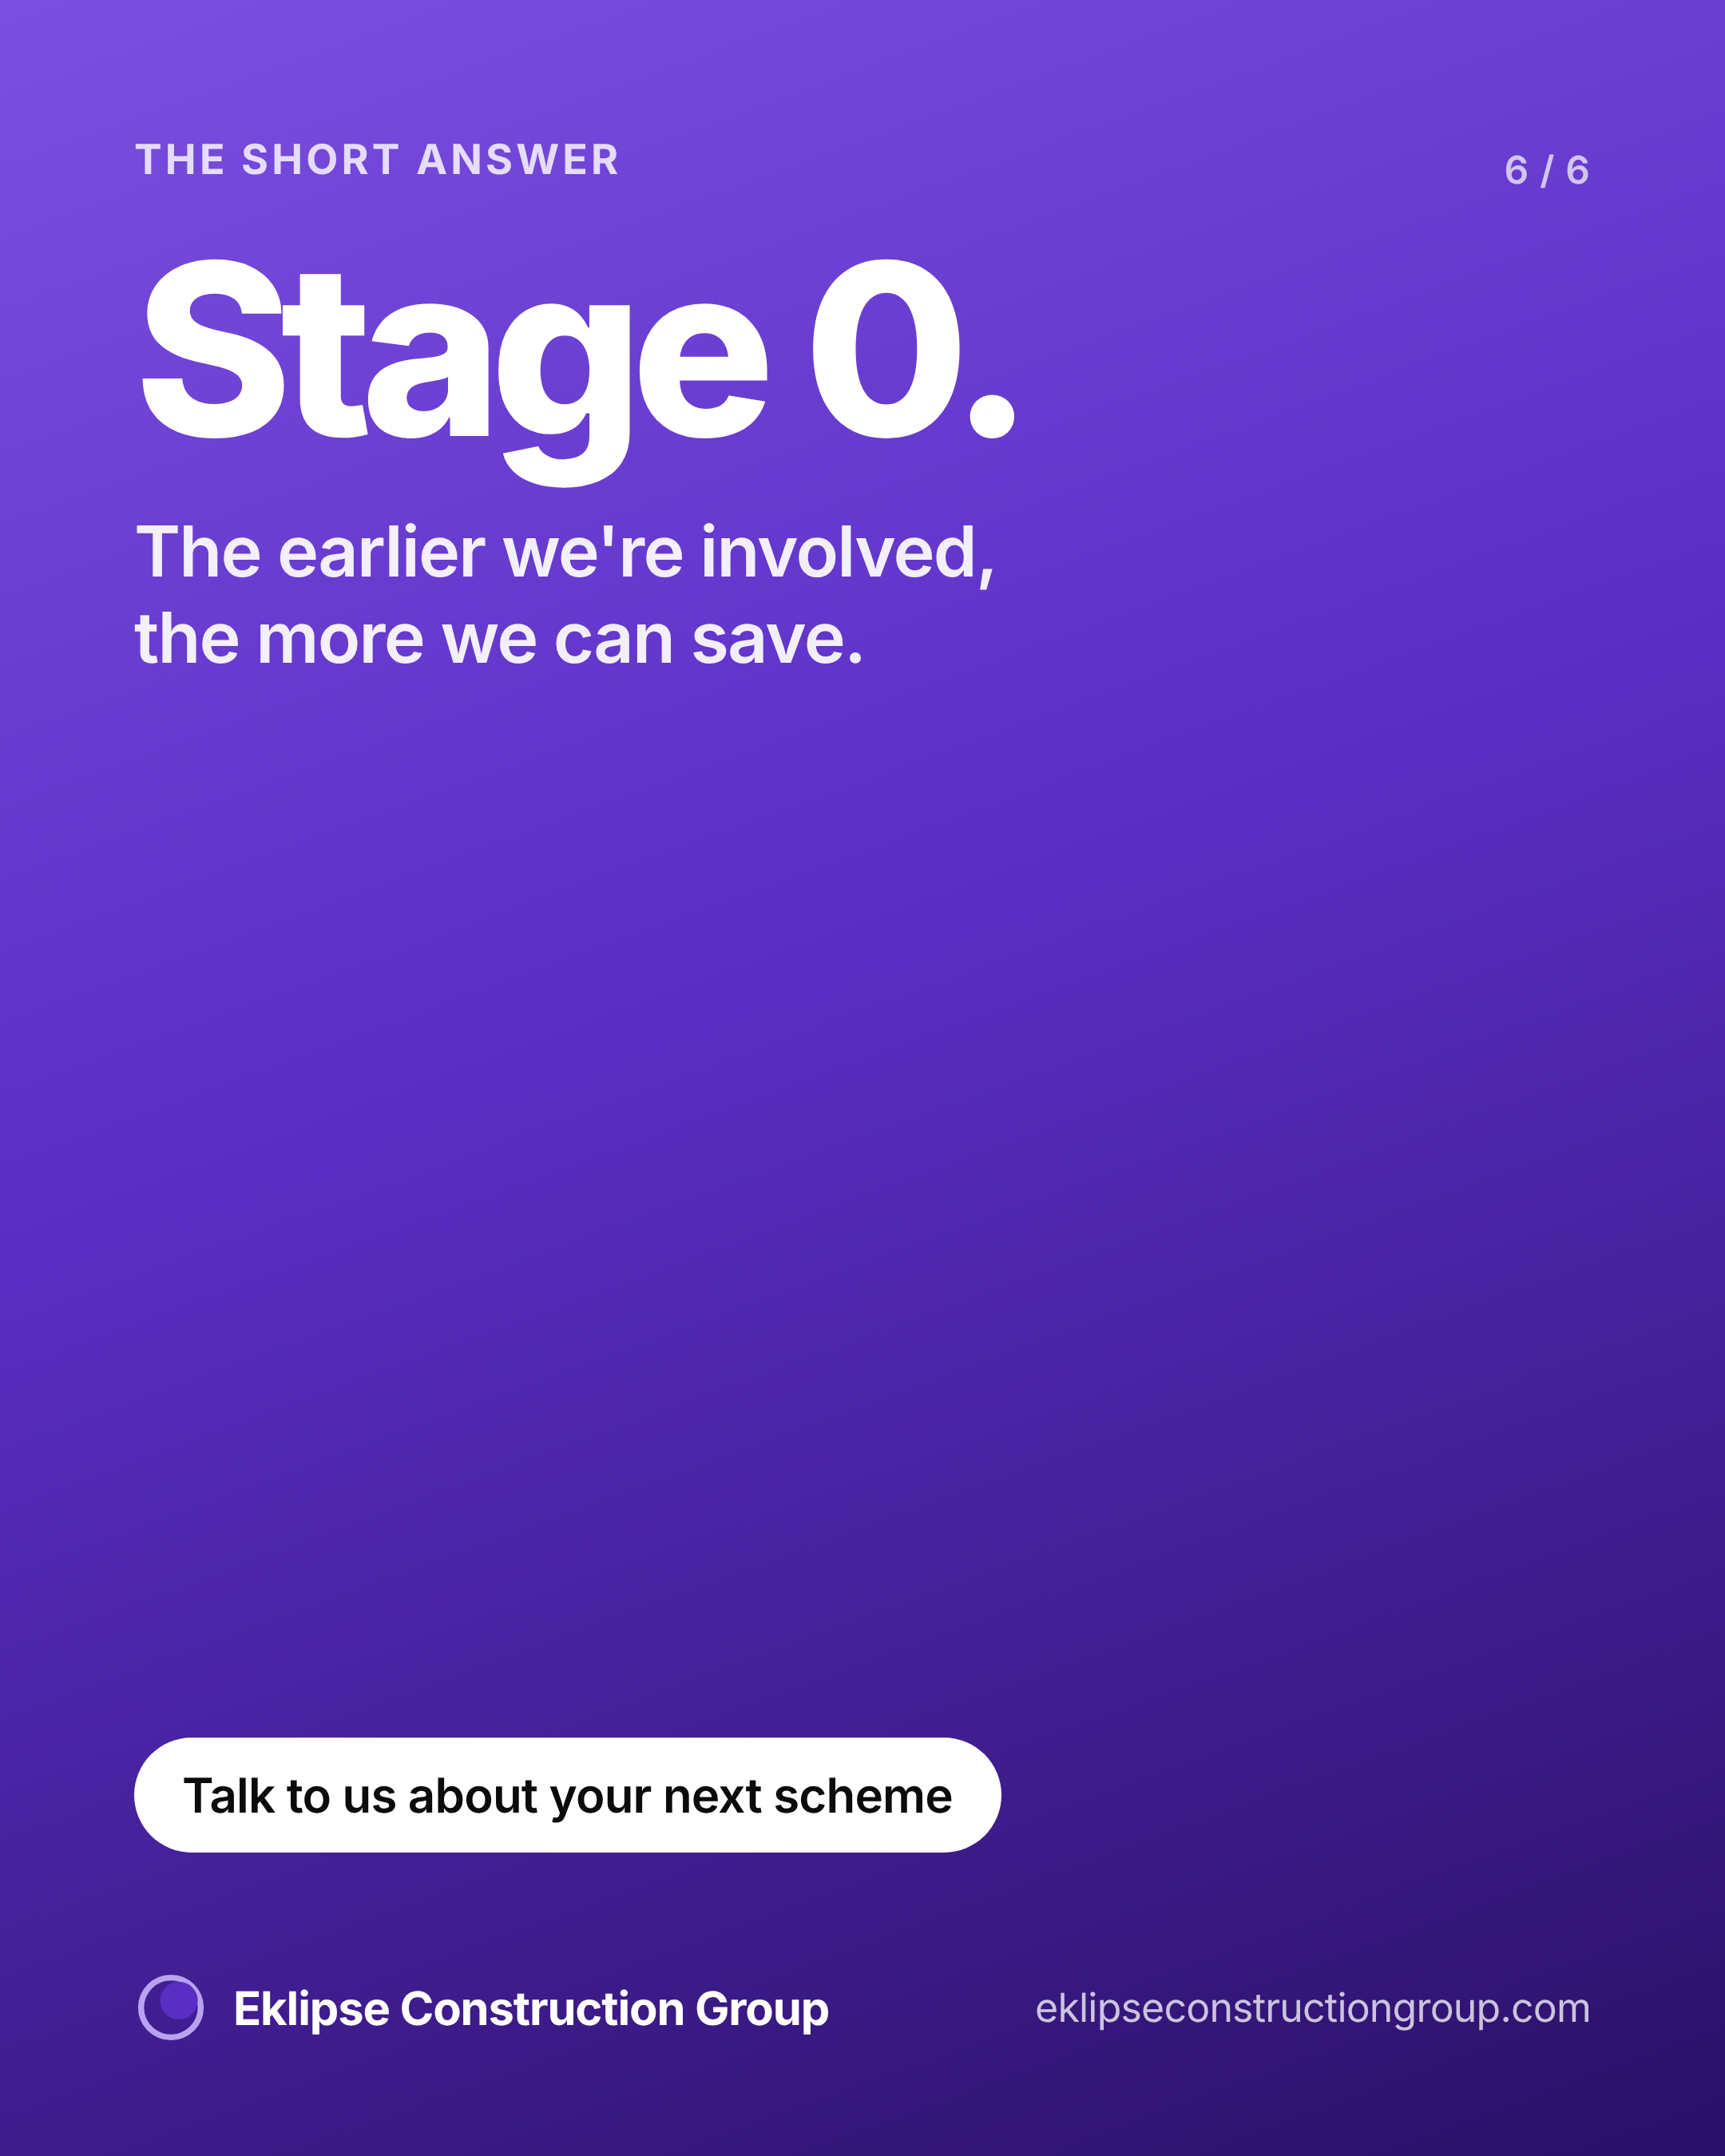 THE SHORT ANSWER
6 / 6
Stage 0.
The earlier we're involved,
the more we can save.
Talk to us about your next scheme
Eklipse Construction Group
eklipseconstructiongroup.com